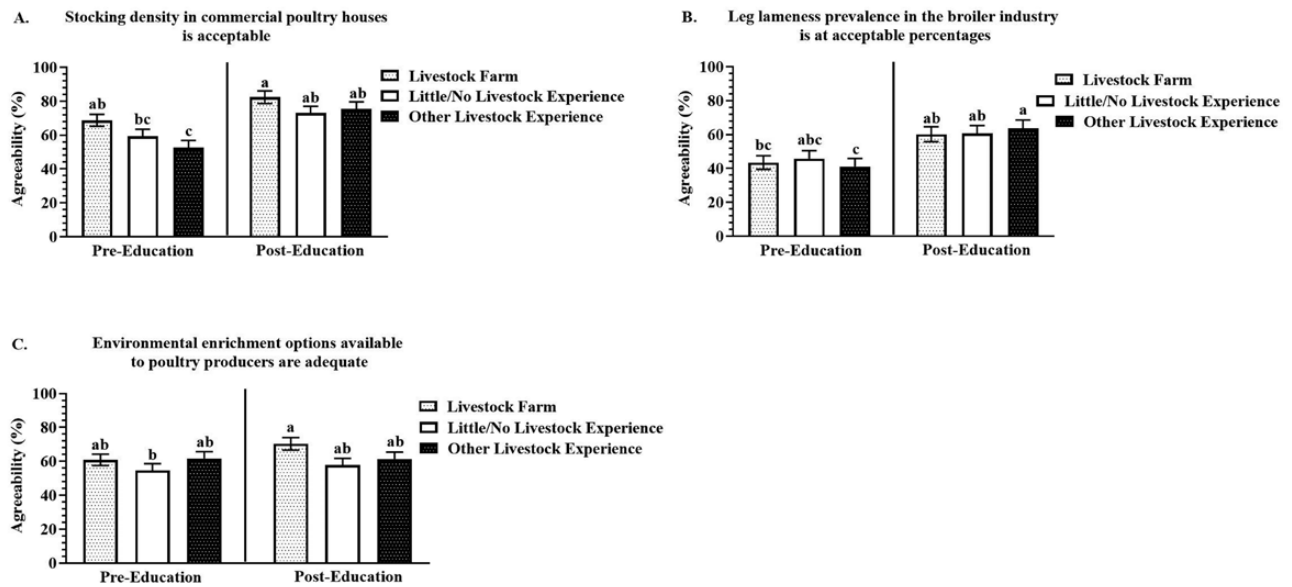 A. Stocking density in commercial poultry houses
is acceptable
Agreeability (%)
100
80
60
40
20
0
ab
bc
c
a
ab
ab
Pre-Education
Post-Education
Livestock Farm
Little/No Livestock Experience
Other Livestock Experience
B. Leg lameness prevalence in the broiler industry
is at acceptable percentages
Agreeability (%)
100
80
60
40
20
0
bc
abc
c
ab
ab
a
Pre-Education
Post-Education
Livestock Farm
Little/No Livestock Experience
Other Livestock Experience
C. Environmental enrichment options available
to poultry producers are adequate
Agreeability (%)
100
80
60
40
20
0
ab
b
ab
a
ab
ab
Pre-Education
Post-Education
Livestock Farm
Little/No Livestock Experience
Other Livestock Experience